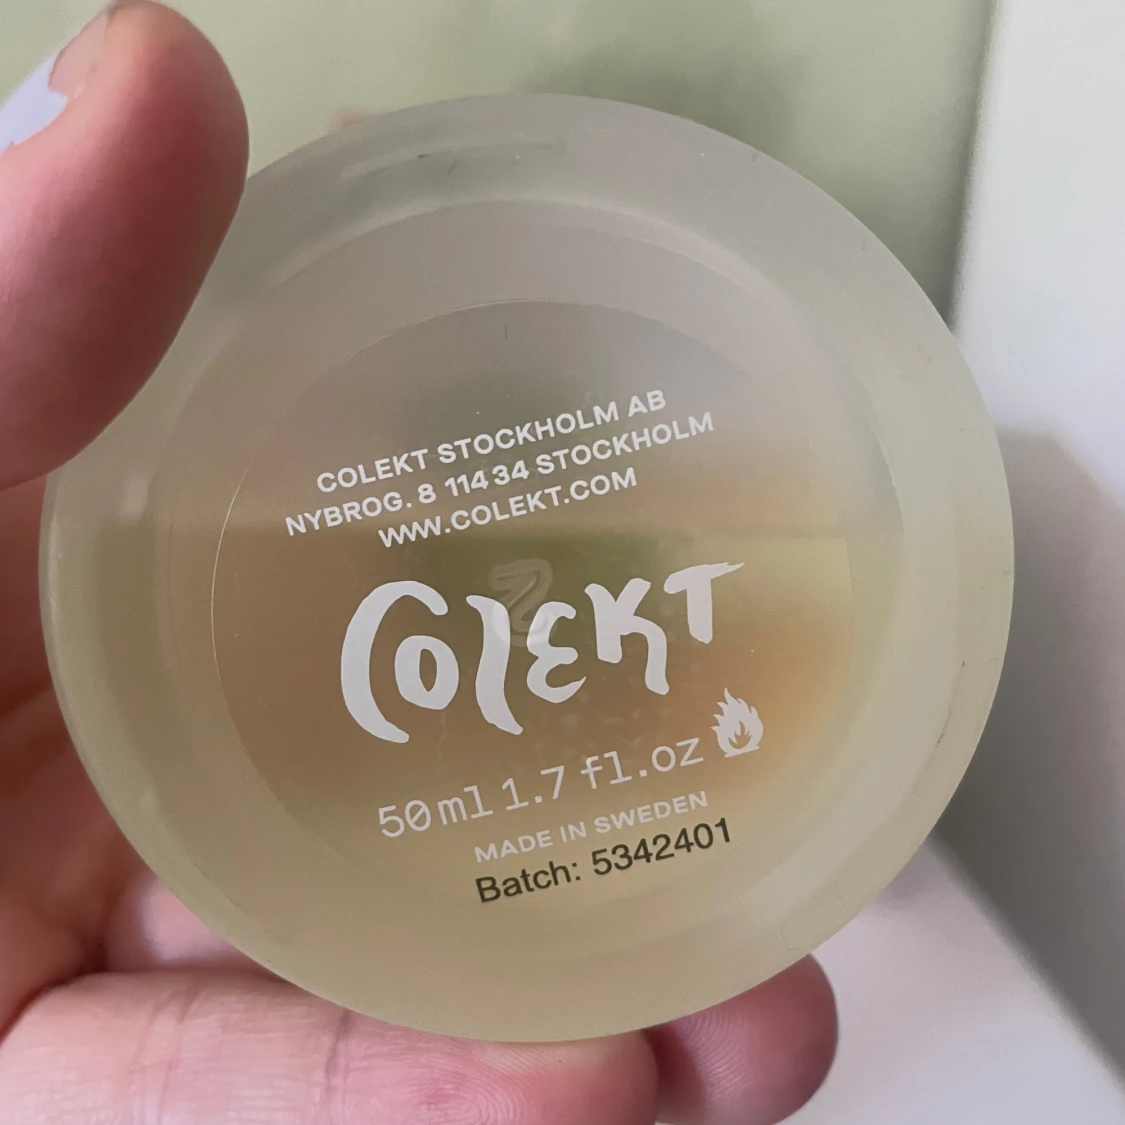 COLEKT STOCKHOLM AB
NYBROG. 8 114 34 STOCKHOLM
WWW.COLEKT.COM
2
COLEKT
50ml 1.7 fl.oz
MADE IN SWEDEN
Batch: 5342401